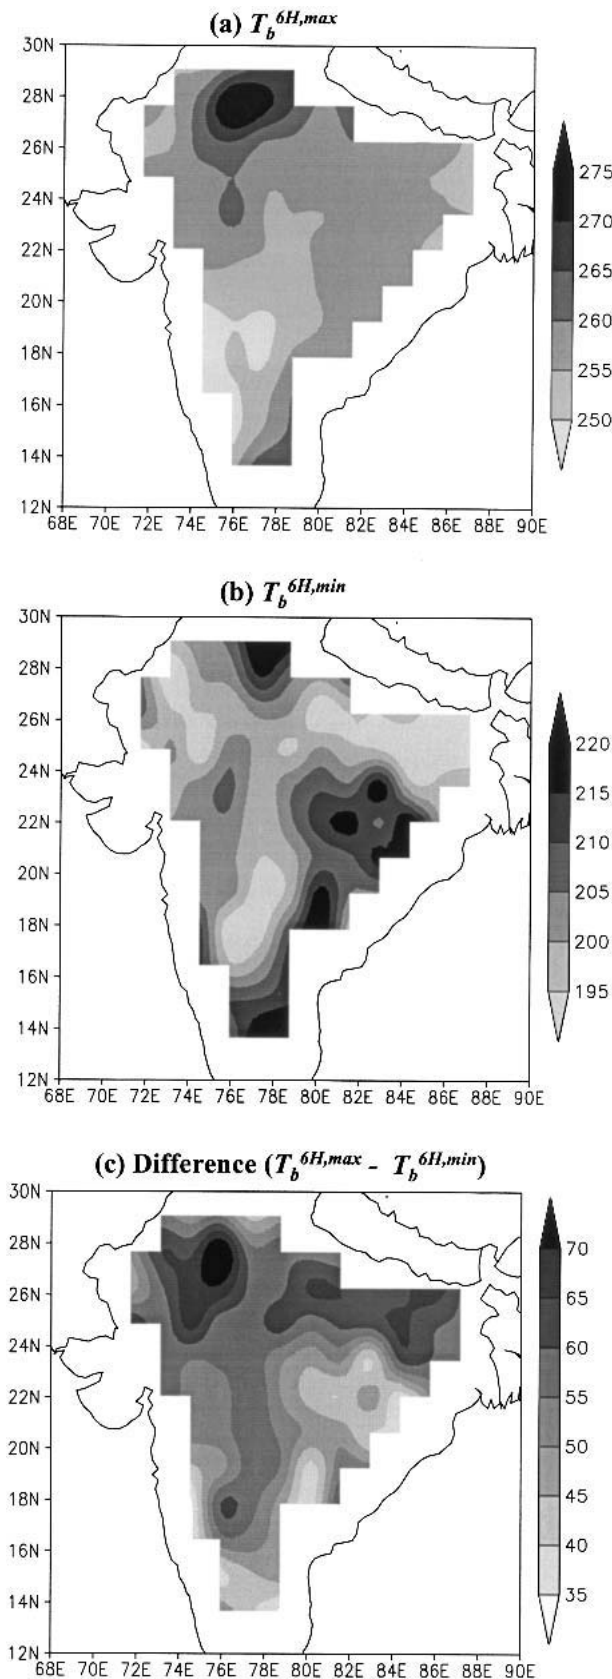 (a) T_b^6H,max
30N
28N
26N
24N
22N
20N
18N
16N
14N
12N
68E 70E 72E 74E 76E 78E 80E 82E 84E 86E 88E 90E
275
270
265
260
255
250
(b) T_b^6H,min
30N
28N
26N
24N
22N
20N
18N
16N
14N
12N
68E 70E 72E 74E 76E 78E 80E 82E 84E 86E 88E 90E
220
215
210
205
200
195
(c) Difference (T_b^6H,max - T_b^6H,min)
30N
28N
26N
24N
22N
20N
18N
16N
14N
12N
68E 70E 72E 74E 76E 78E 80E 82E 84E 86E 88E 90E
70
65
60
55
50
45
40
35